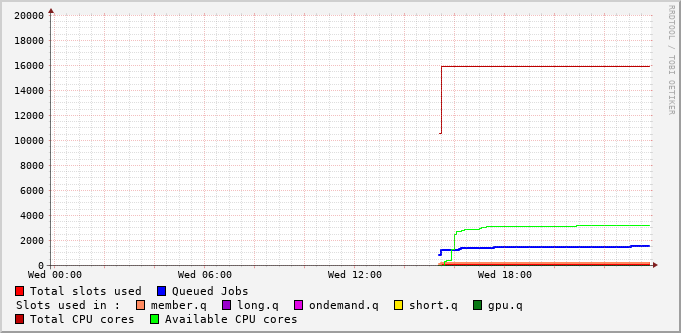 20000
18000
16000
14000
12000
10000
8000
6000
4000
2000
0
Wed 00:00 Wed 06:00 Wed 12:00 Wed 18:00
Total slots used Queued Jobs
Slots used in : member.q long.q ondemand.q short.q gpu.q
Total CPU cores Available CPU cores
RRDTOOL / TOBI OETIKER